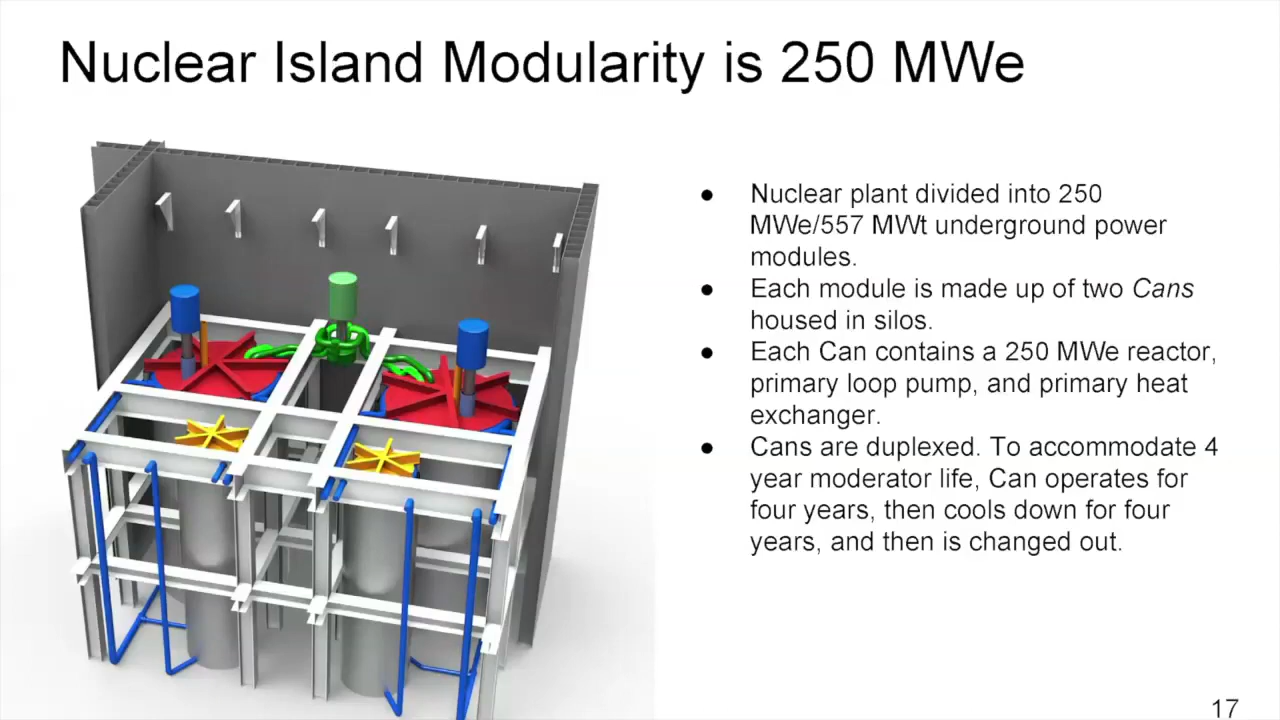 Nuclear Island Modularity is 250 MWe
● Nuclear plant divided into 250
MWe/557 MWt underground power
modules.
● Each module is made up of two Cans
housed in silos.
● Each Can contains a 250 MWe reactor,
primary loop pump, and primary heat
exchanger.
● Cans are duplexed. To accommodate 4
year moderator life, Can operates for
four years, then cools down for four
years, and then is changed out.
17